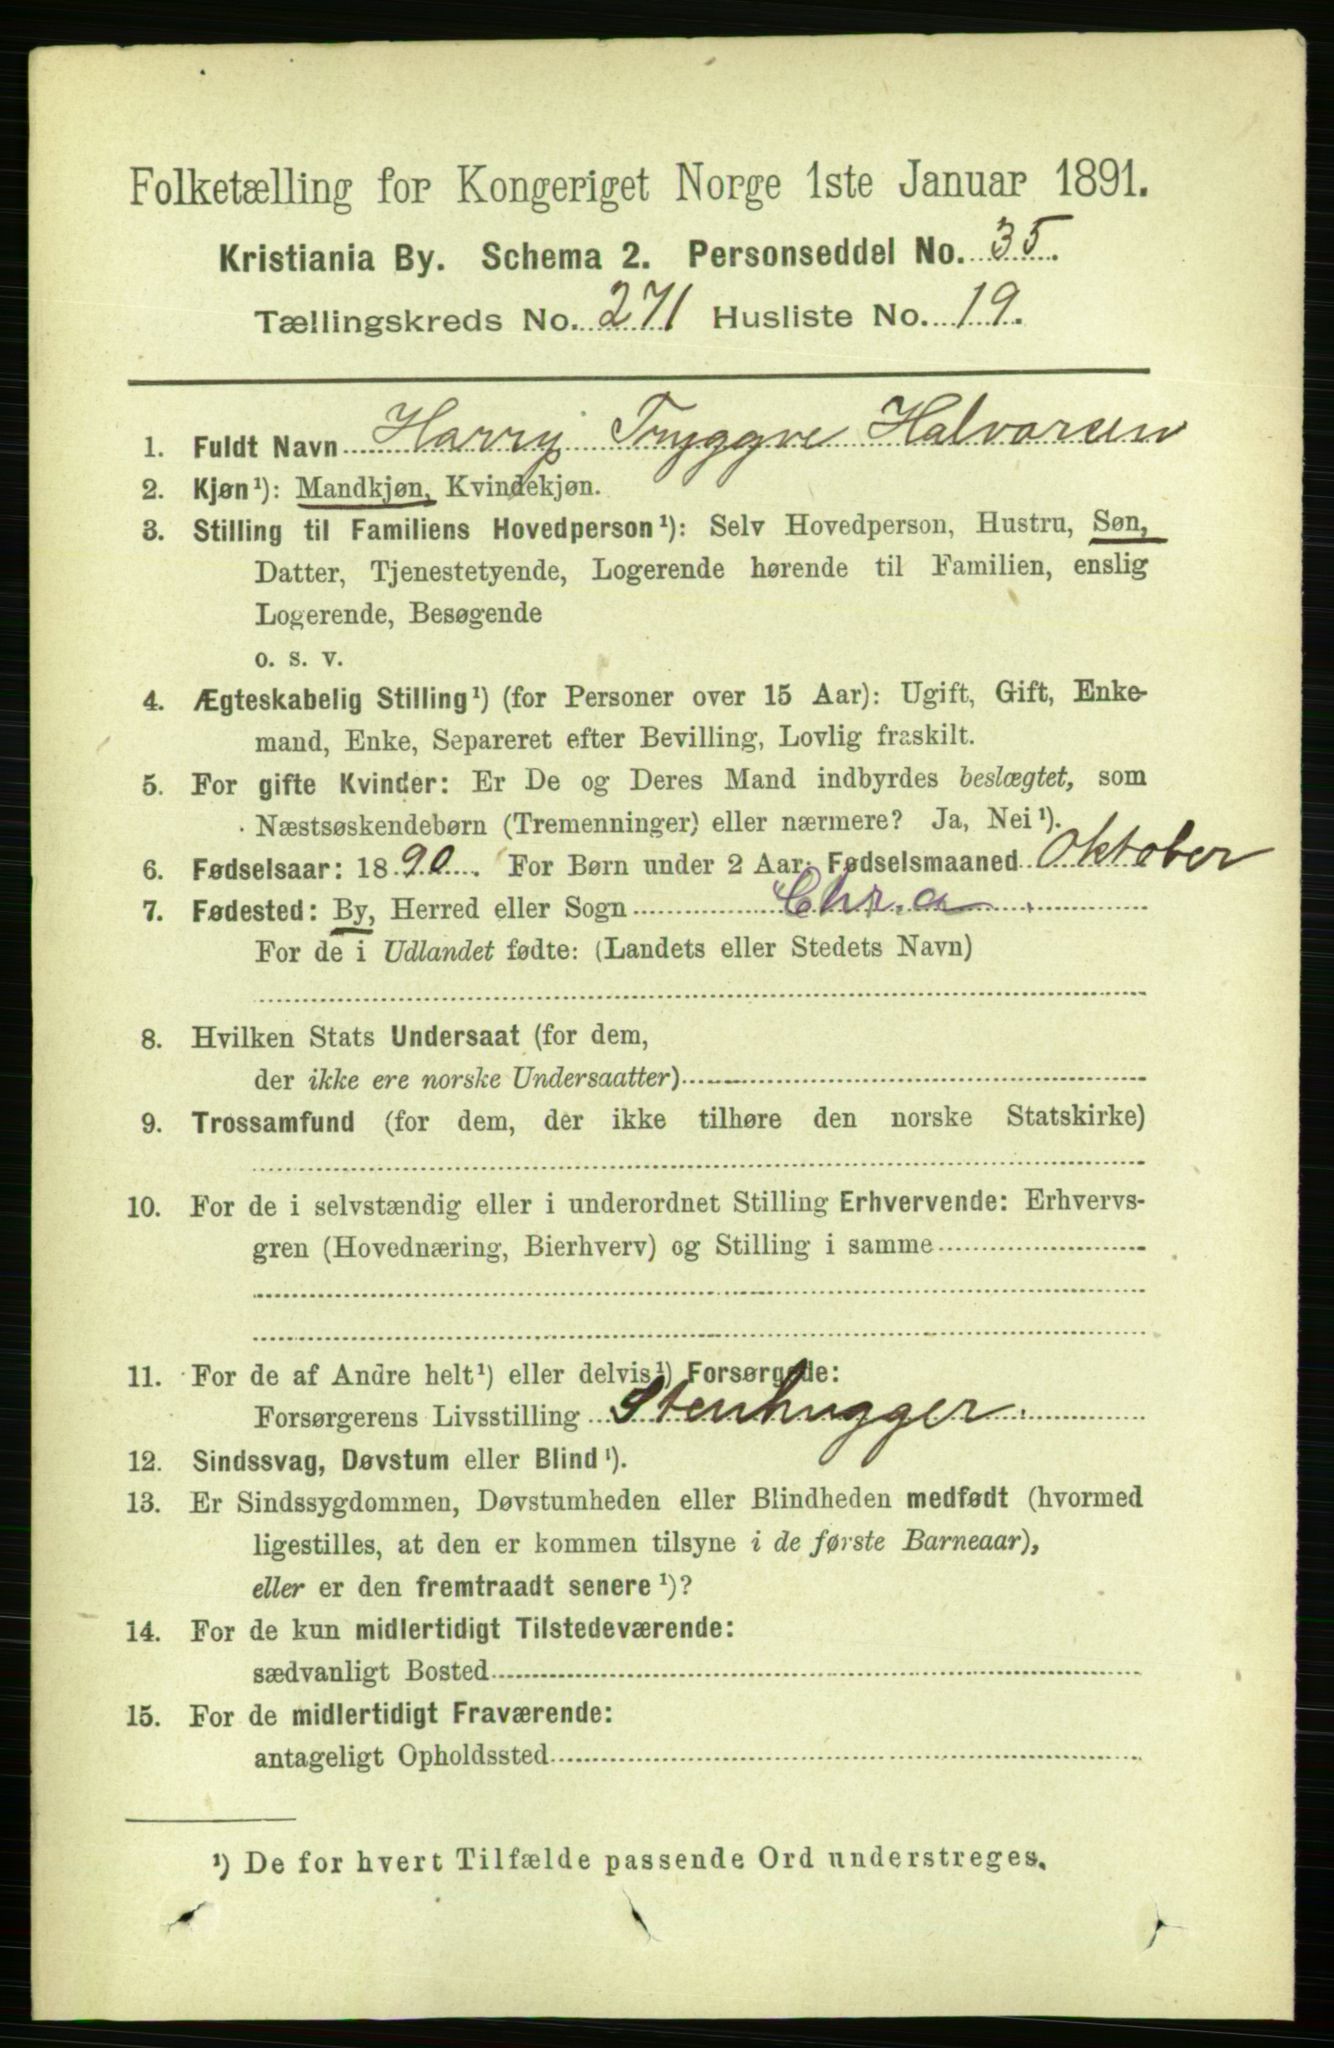 Folketælling for Kongeriget Norge 1ste Januar 1891.
Kristiania By. Schema 2. Personseddel No. 35.
Tællingskreds No. 271 Husliste No. 19.
1. Fuldt Navn Harry Tryggve Halvorsen
2. Kjøn¹): Mandkjøn, Kvindekjøn.
3. Stilling til Familiens Hovedperson¹): Selv Hovedperson, Hustru, Søn,
Datter, Tjenestetyende, Logerende hørende til Familien, enslig
Logerende, Besøgende
o. s. v.
4. Ægteskabelig Stilling¹) (for Personer over 15 Aar): Ugift, Gift, Enke-
mand, Enke, Separeret efter Bevilling, Lovlig fraskilt.
5. For gifte Kvinder: Er De og Deres Mand indbyrdes beslægtet, som
Næstsøskendebørn (Tremenninger) eller nærmere? Ja, Nei¹).
6. Fødselsaar: 1890. For Børn under 2 Aar: Fødselsmaaned Oktober
7. Fødested: By, Herred eller Sogn Chr.a
For de i Udlandet fødte: (Landets eller Stedets Navn)
8. Hvilken Stats Undersaat (for dem,
der ikke ere norske Undersaatter)
9. Trossamfund (for dem, der ikke tilhøre den norske Statskirke)
10. For de i selvstændig eller i underordnet Stilling Erhvervende: Erhvervs-
gren (Hovednæring, Bierhverv) og Stilling i samme
11. For de af Andre helt¹) eller delvis¹) Forsørgede:
Forsørgerens Livsstilling Stenhugger.
12. Sindssvag, Døvstum eller Blind¹).
13. Er Sindssygdommen, Døvstumheden eller Blindheden medfødt (hvormed
ligestilles, at den er kommen tilsyne i de første Barneaar),
eller er den fremtraadt senere¹)?
14. For de kun midlertidigt Tilstedeværende:
sædvanligt Bosted
15. For de midlertidigt Fraværende:
antageligt Opholdssted
¹) De for hvert Tilfælde passende Ord understreges.